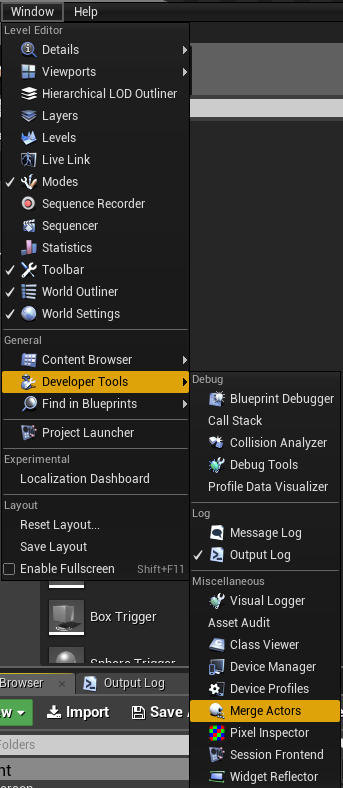 Window Help
Level Editor
Details
Viewports
Hierarchical LOD Outliner
Layers
Levels
Live Link
Modes
Sequence Recorder
Sequencer
Statistics
Toolbar
World Outliner
World Settings
General
Content Browser
Developer Tools
Find in Blueprints
Project Launcher
Experimental
Localization Dashboard
Layout
Reset Layout...
Save Layout
Enable Fullscreen Shift+F11
Debug
Blueprint Debugger
Call Stack
Collision Analyzer
Debug Tools
Profile Data Visualizer
Log
Message Log
Output Log
Miscellaneous
Visual Logger
Asset Audit
Class Viewer
Device Manager
Device Profiles
Merge Actors
Pixel Inspector
Session Frontend
Widget Reflector
Box Trigger
Sphere Trigger
Browser Output Log
Import Save
Folders